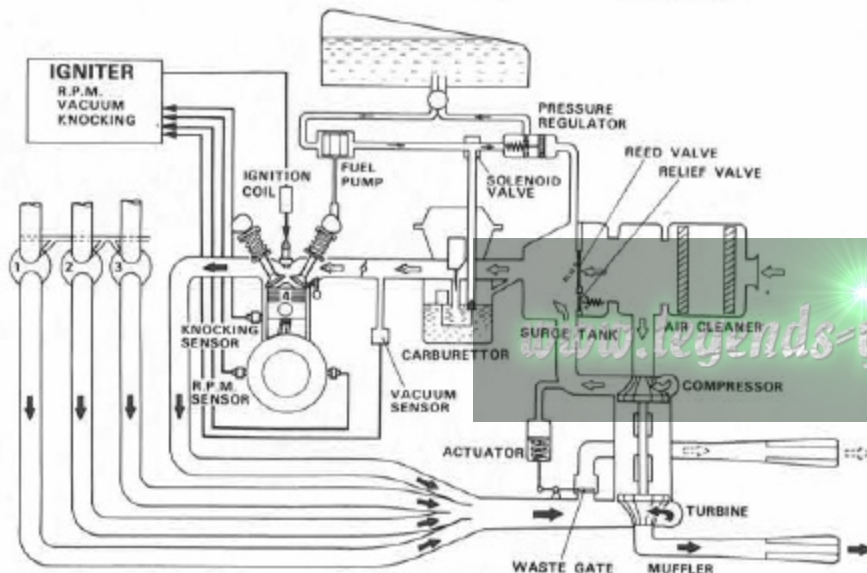 IGNITER
R.P.M.
VACUUM
KNOCKING
PRESSURE
REGULATOR
REED VALVE
RELIEF VALVE
FUEL
PUMP
SOLENOID
VALVE
IGNITION
COIL
1 2 3
4
KNOCKING
SENSOR
R.P.M.
SENSOR
CARBURETTOR
SURGE TANK
AIR CLEANER
www.legends-
VACUUM
SENSOR
COMPRESSOR
ACTUATOR
TURBINE
WASTE GATE
MUFFLER